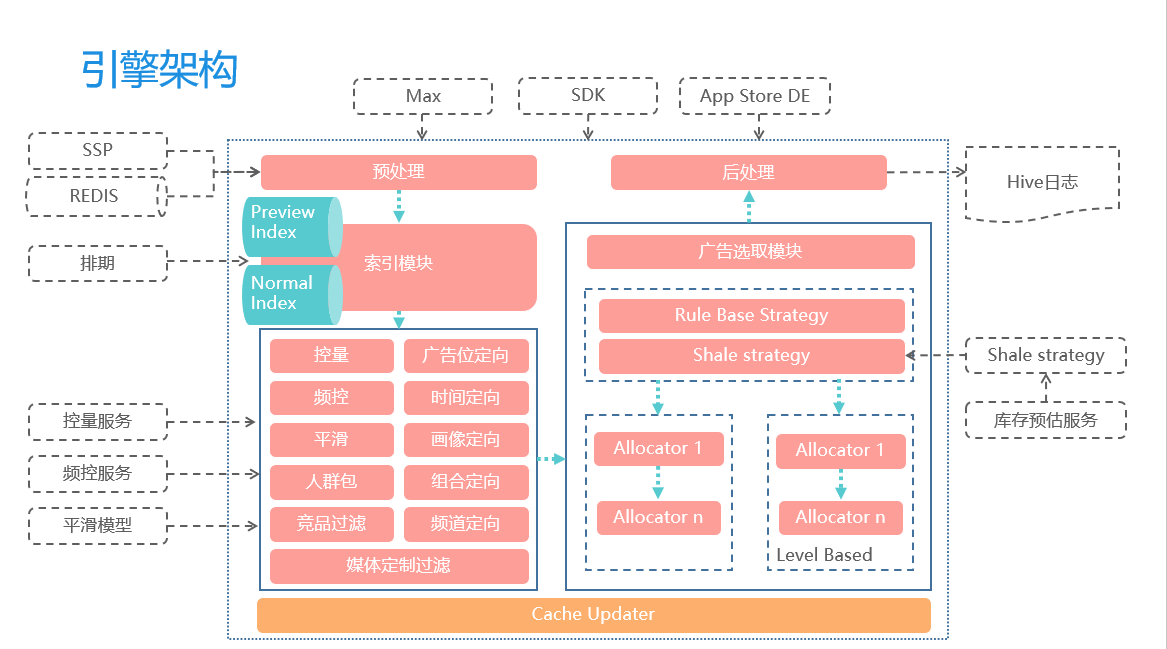 引擎架构
Max
SDK
App Store DE
SSP
REDIS
排期
控量服务
频控服务
平滑模型
预处理
Preview
Index
索引模块
Normal
Index
控量
广告位定向
频控
时间定向
平滑
画像定向
人群包
组合定向
竞品过滤
频道定向
媒体定制过滤
后处理
广告选取模块
Rule Base Strategy
Shale strategy
Allocator 1
Allocator n
Allocator 1
Allocator n
Level Based
Cache Updater
Hive日志
Shale strategy
库存预估服务